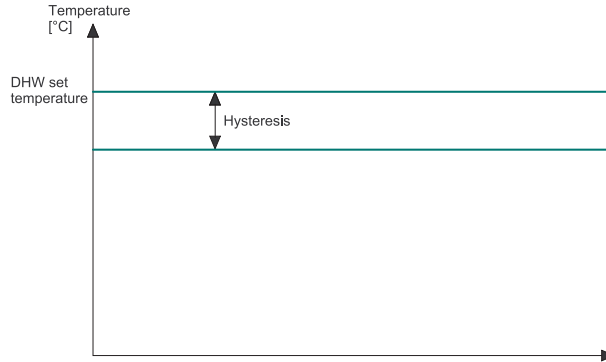 Temperature
[°C]
DHW set
temperature
Hysteresis